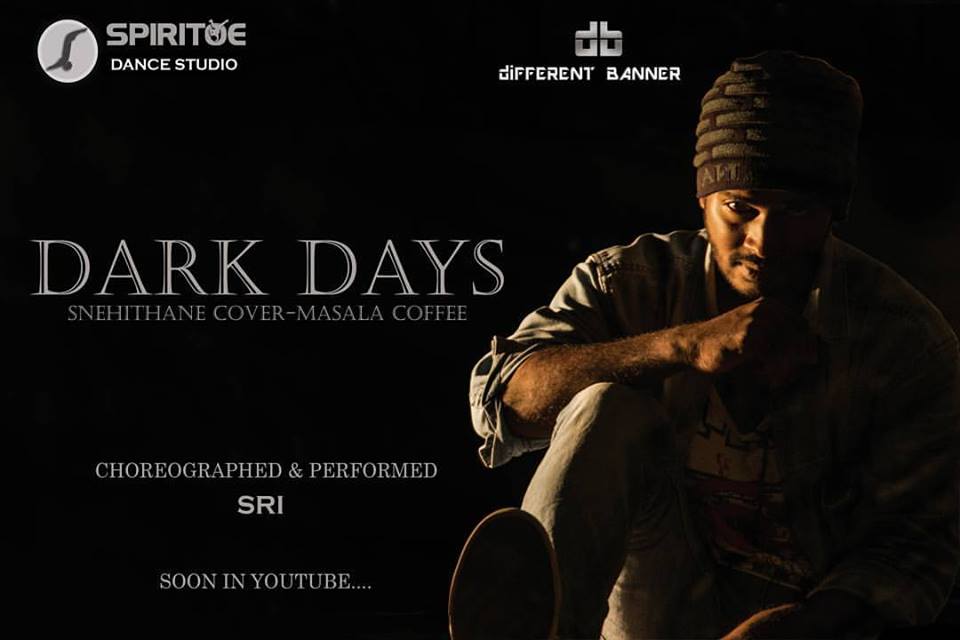 SPIRITOE
DANCE STUDIO
db
dIFFERENT BANNER
DARK DAYS
SNEHITHANE COVER-MASALA COFFEE
CHOREOGRAPHED & PERFORMED
SRI
SOON IN YOUTUBE....